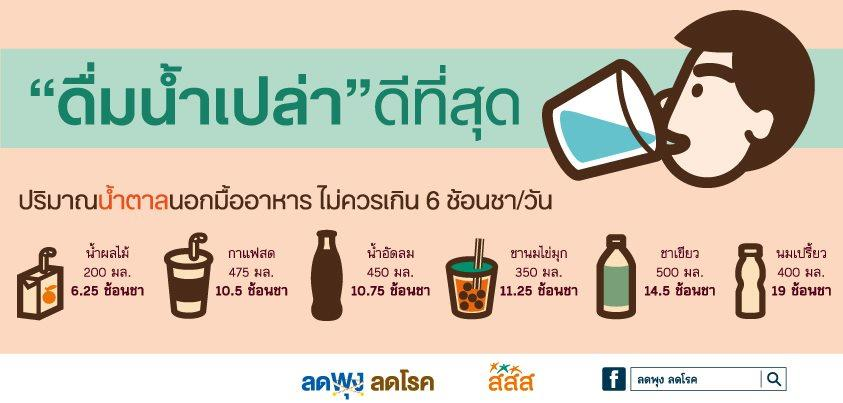 “ดื่มน้ำเปล่า”ดีที่สุด
ปริมาณน้ำตาลนอกมื้ออาหาร ไม่ควรเกิน 6 ช้อนชา/วัน
น้ำผลไม้
200 มล.
6.25 ช้อนชา
กาแฟสด
475 มล.
10.5 ช้อนชา
น้ำอัดลม
450 มล.
10.75 ช้อนชา
ชานมไข่มุก
350 มล.
11.25 ช้อนชา
ชาเขียว
500 มล.
14.5 ช้อนชา
นมเปรี้ยว
400 มล.
19 ช้อนชา
ลดพุง ลดโรค
สสส
f ลดพุง ลดโรค